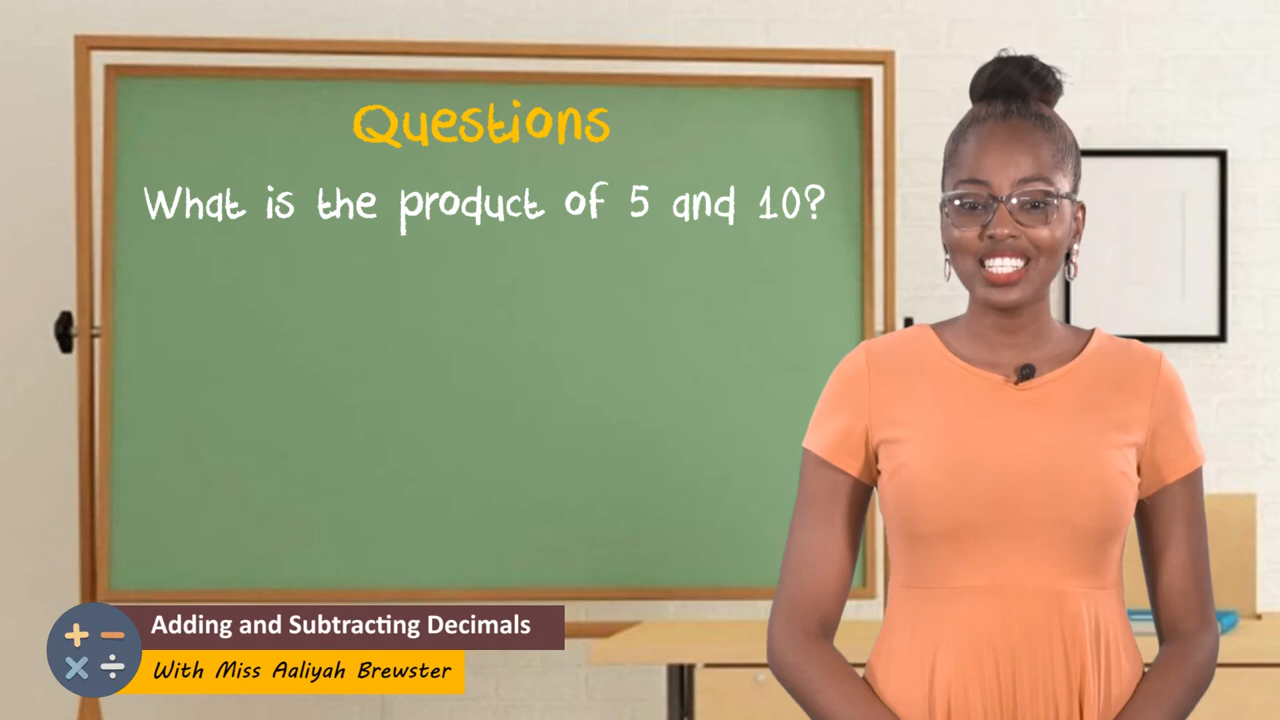 Questions
What is the product of 5 and 10?
Adding and Subtracting Decimals
With Miss Aaliyah Brewster